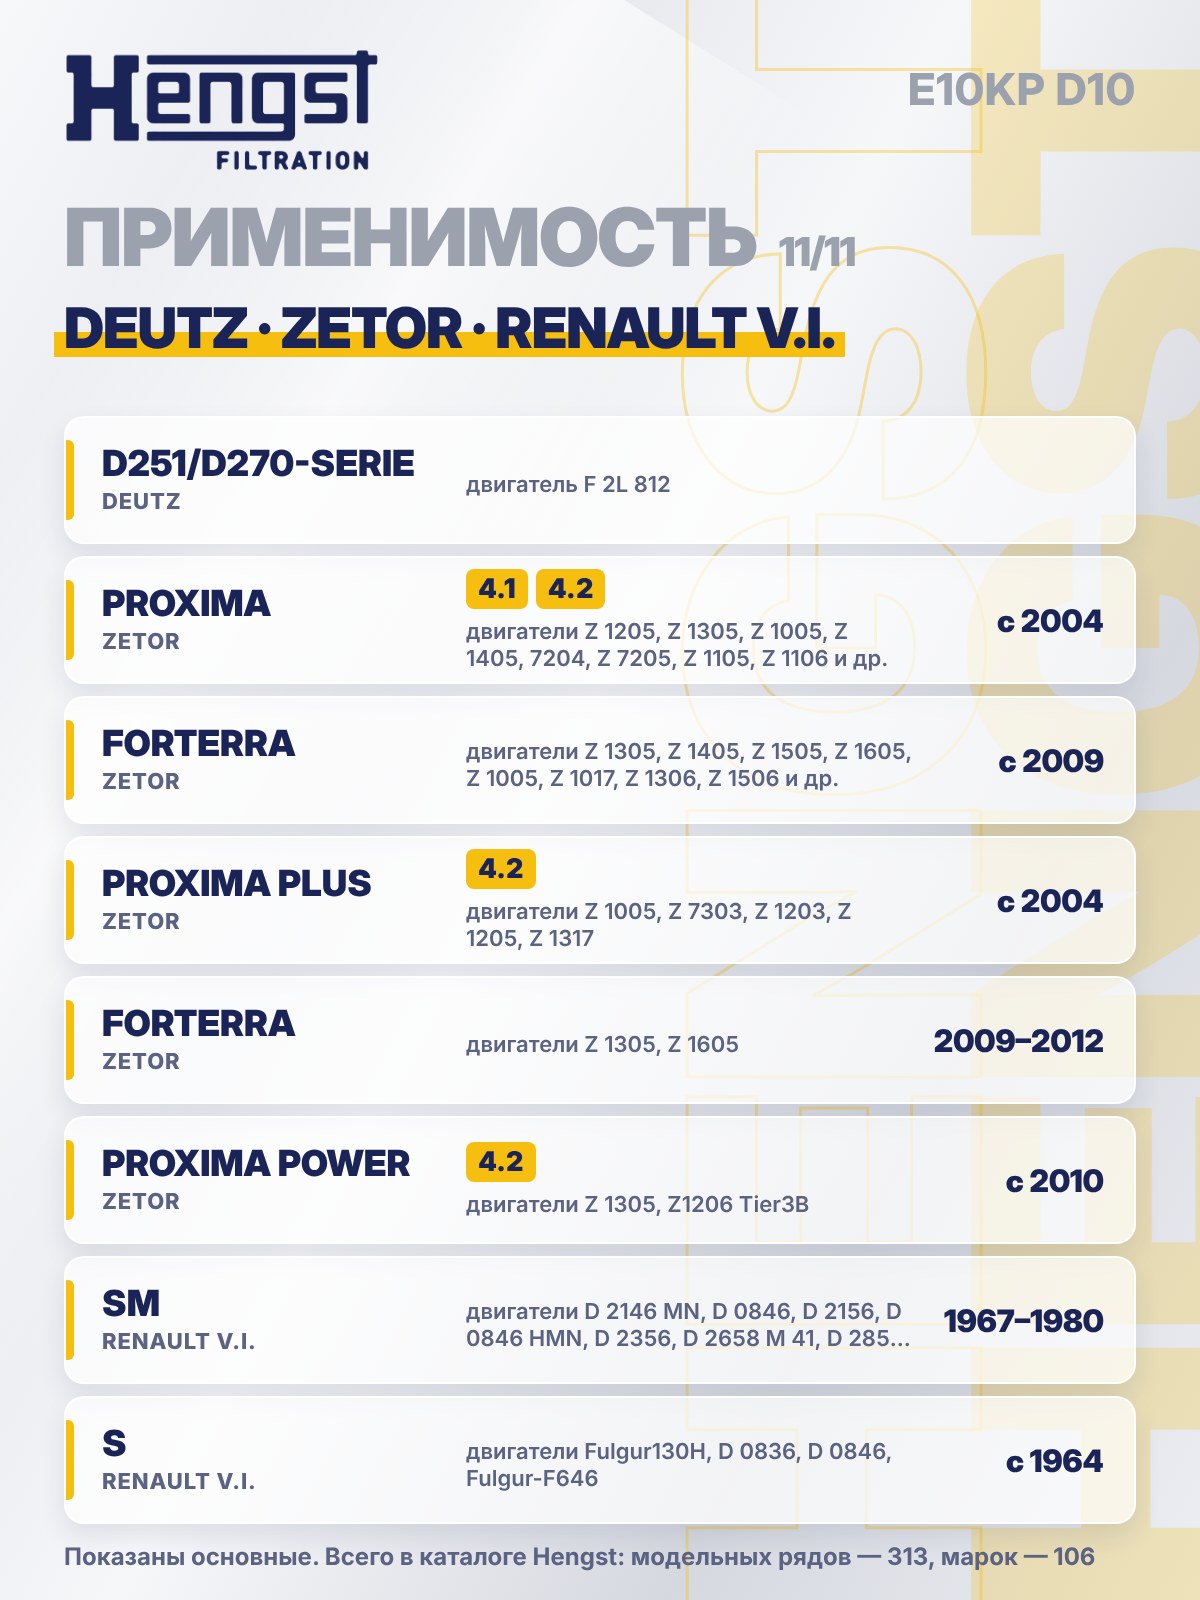 Hengst
FILTRATION
E10KP D10
ПРИМЕНИМОСТЬ 11/11
DEUTZ · ZETOR · RENAULT V.I.
D251/D270-SERIE
DEUTZ
двигатель F 2L 812
PROXIMA
ZETOR
4.1 4.2
двигатели Z 1205, Z 1305, Z 1005, Z
1405, 7204, Z 7205, Z 1105, Z 1106 и др.
с 2004
FORTERRA
ZETOR
двигатели Z 1305, Z 1405, Z 1505, Z 1605,
Z 1005, Z 1017, Z 1306, Z 1506 и др.
с 2009
PROXIMA PLUS
ZETOR
4.2
двигатели Z 1005, Z 7303, Z 1203, Z
1205, Z 1317
с 2004
FORTERRA
ZETOR
двигатели Z 1305, Z 1605
2009–2012
PROXIMA POWER
ZETOR
4.2
двигатели Z 1305, Z1206 Tier3B
с 2010
SM
RENAULT V.I.
двигатели D 2146 MN, D 0846, D 2156, D
0846 HMN, D 2356, D 2658 M 41, D 285...
1967–1980
S
RENAULT V.I.
двигатели Fulgur130H, D 0836, D 0846,
Fulgur-F646
с 1964
Показаны основные. Всего в каталоге Hengst: модельных рядов — 313, марок — 106
HENGST
HENGST